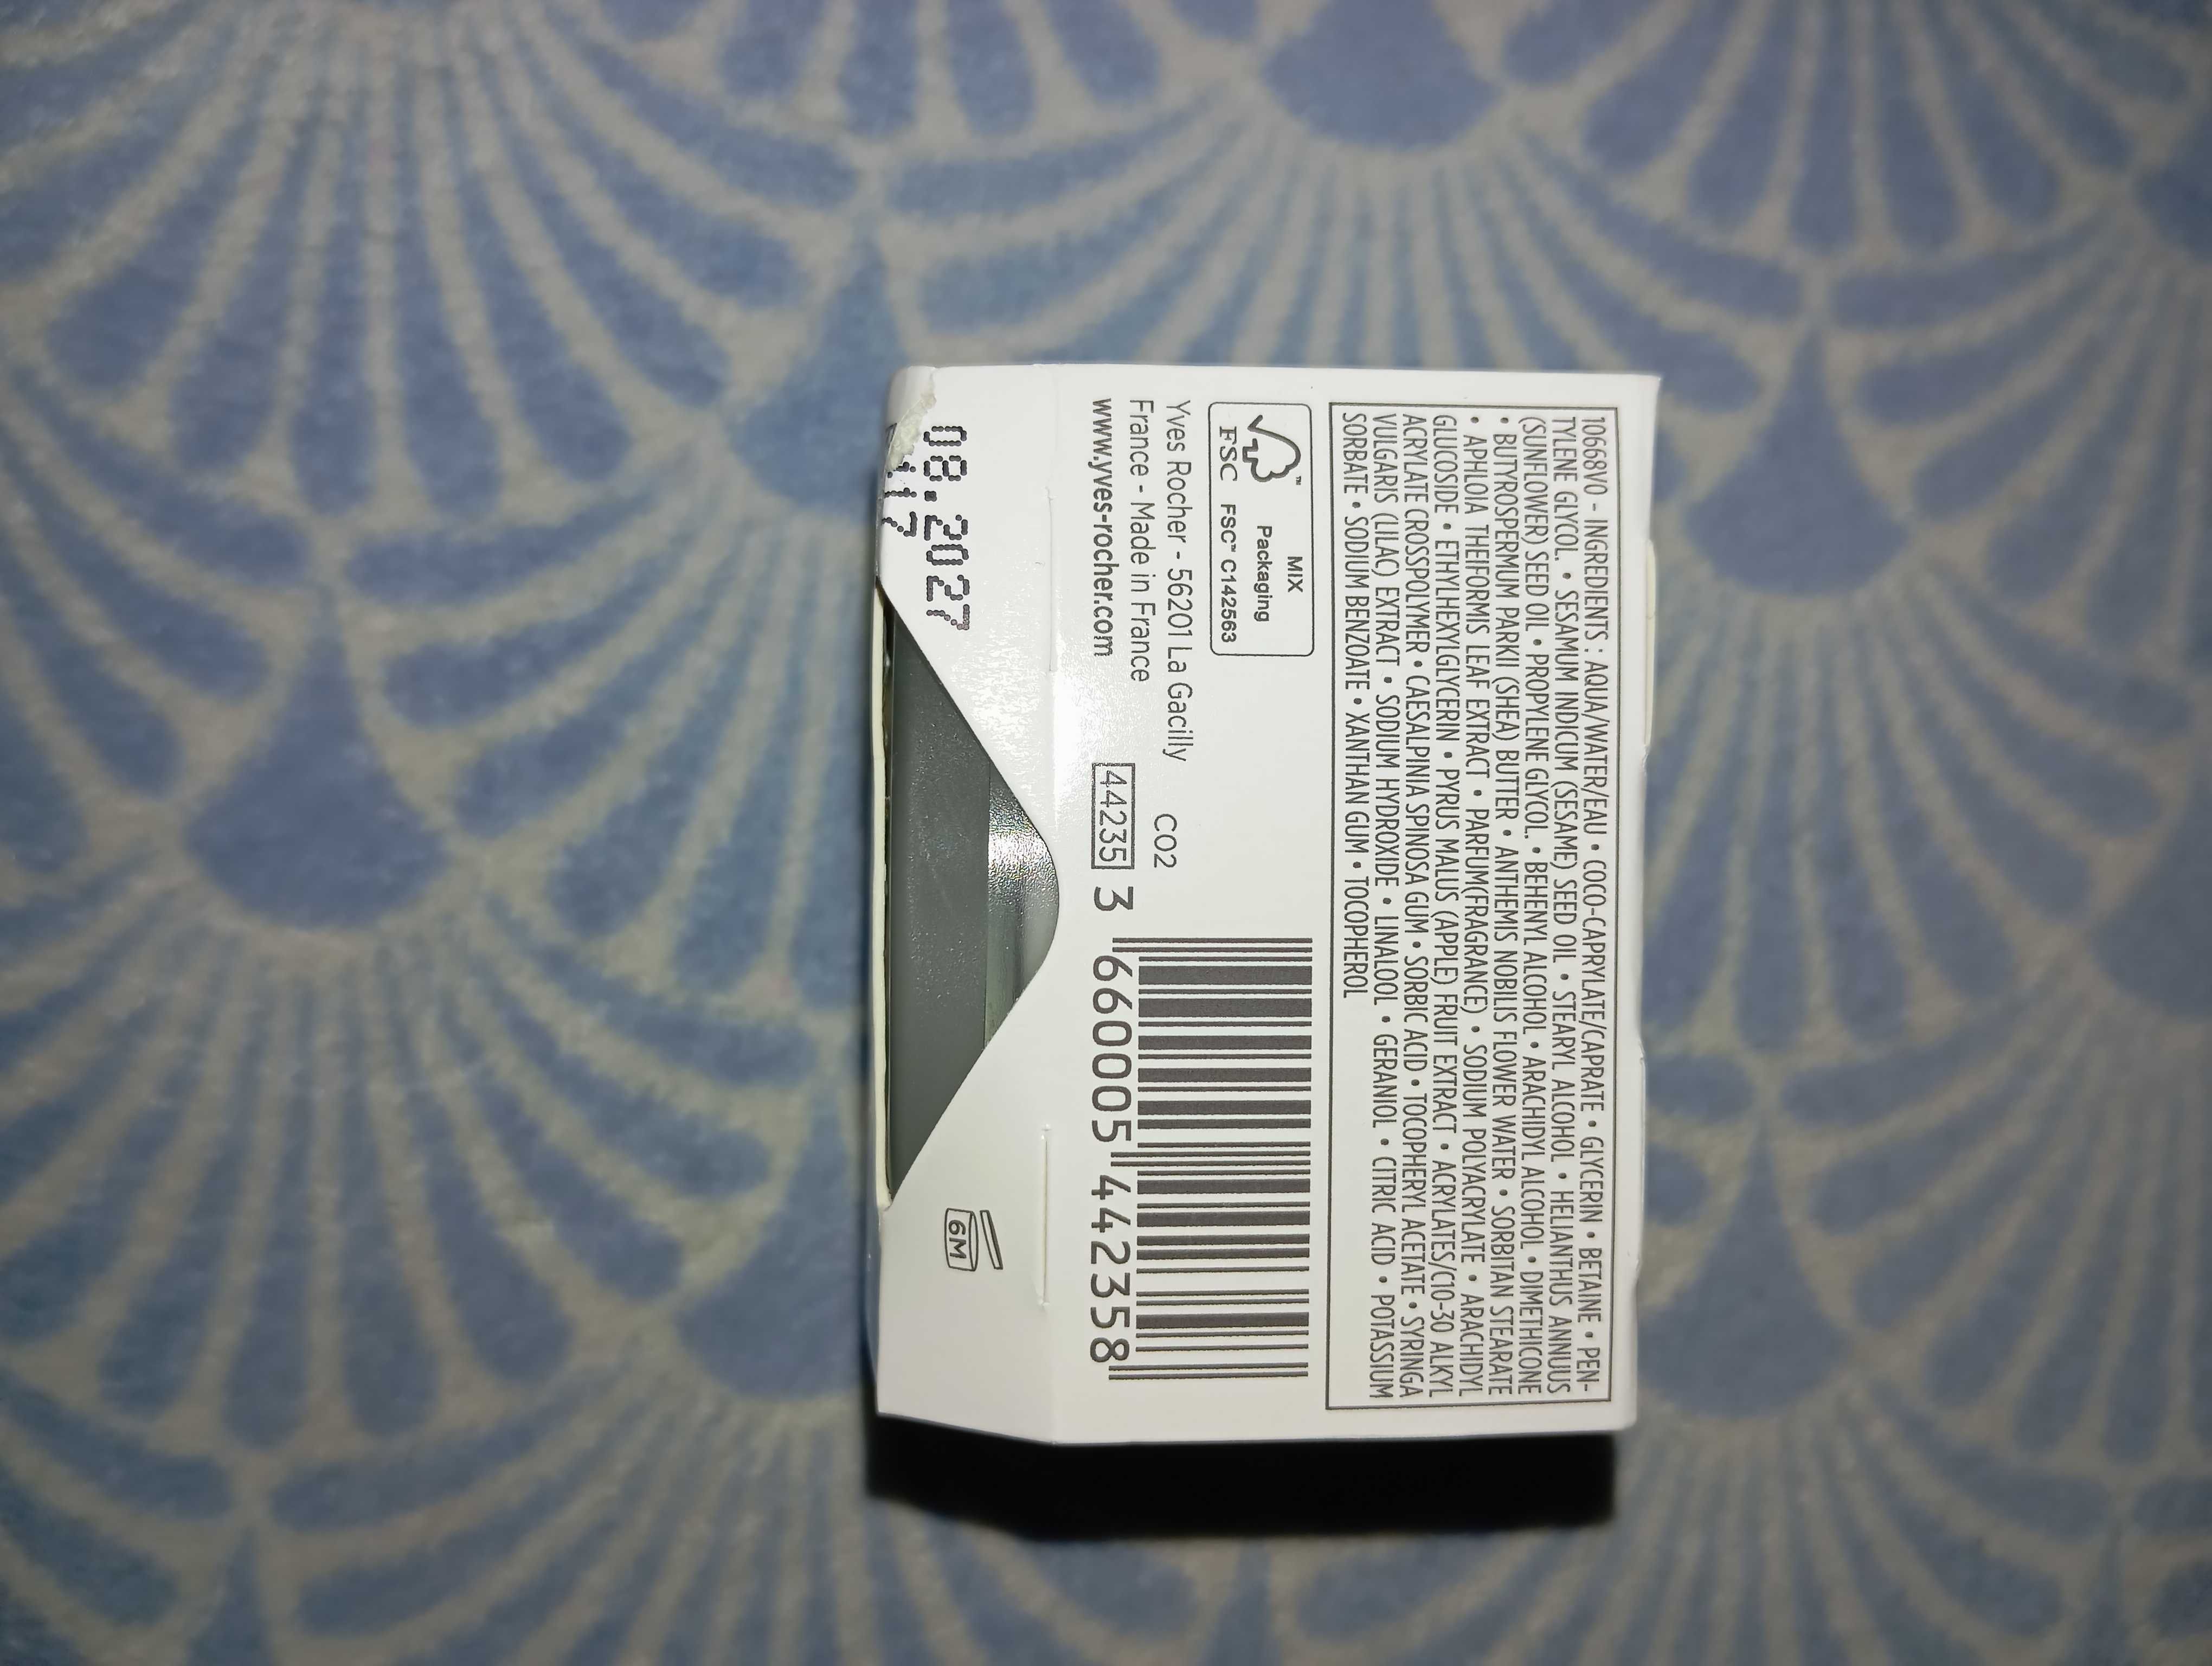 10668V0 - INGREDIENTS : AQUA/WATER/EAU • COCO-CAPRYLATE/CAPRATE • GLYCERIN • BETAINE • PEN-
TYLENE GLYCOL. • SESAMUM INDICUM (SESAME) SEED OIL • STEARYL ALCOHOL • HELIANTHUS ANNUUS
(SUNFLOWER) SEED OIL • PROPYLENE GLYCOL. • BEHENYL ALCOHOL • ARACHIDYL ALCOHOL • DIMETHICONE
• BUTYROSPERMUM PARKII (SHEA) BUTTER • ANTHEMIS NOBILIS FLOWER WATER • SORBITAN STEARATE
• APHLOIA THEIFORMIS LEAF EXTRACT • PARFUM(FRAGRANCE) • SODIUM POLYACRYLATE • ARACHIDYL
GLUCOSIDE • ETHYLHEXYLGLYCERIN • PYRUS MALUS (APPLE) FRUIT EXTRACT • ACRYLATES/C10-30 ALKYL
ACRYLATE CROSSPOLYMER • CAESALPINIA SPINOSA GUM • SORBIC ACID • TOCOPHERYL ACETATE • SYRINGA
VULGARIS (LILAC) EXTRACT • SODIUM HYDROXIDE • LINALOOL • GERANIOL • CITRIC ACID • POTASSIUM
SORBATE • SODIUM BENZOATE • XANTHAN GUM • TOCOPHEROL
MIX
Packaging
FSC™ C142563
FSC™
Yves Rocher - 56201 La Gacilly
France - Made in France
www.yves-rocher.com
CO2
44235
3 660005 442358
08.2027
6M